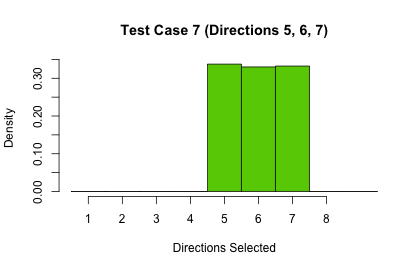 Test Case 7 (Directions 5, 6, 7)
Density
0.30
0.20
0.10
0.00
1 2 3 4 5 6 7 8
Directions Selected